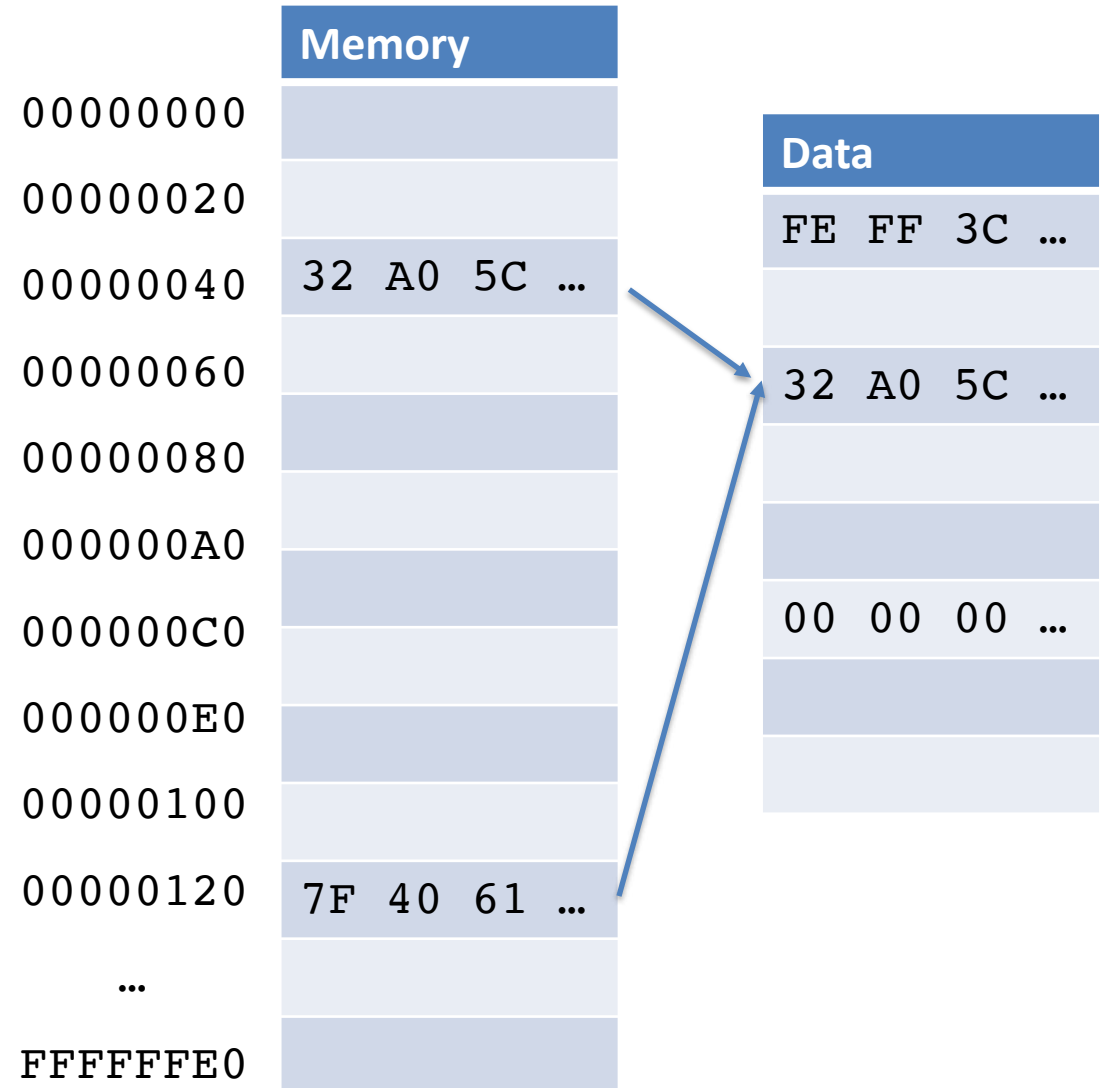 Memory
00000000
00000020
00000040 32 A0 5C …
00000060
00000080
000000A0
000000C0
000000E0
00000100
00000120 7F 40 61 …
…
FFFFFFE0
Data
FE FF 3C …
32 A0 5C …
00 00 00 …